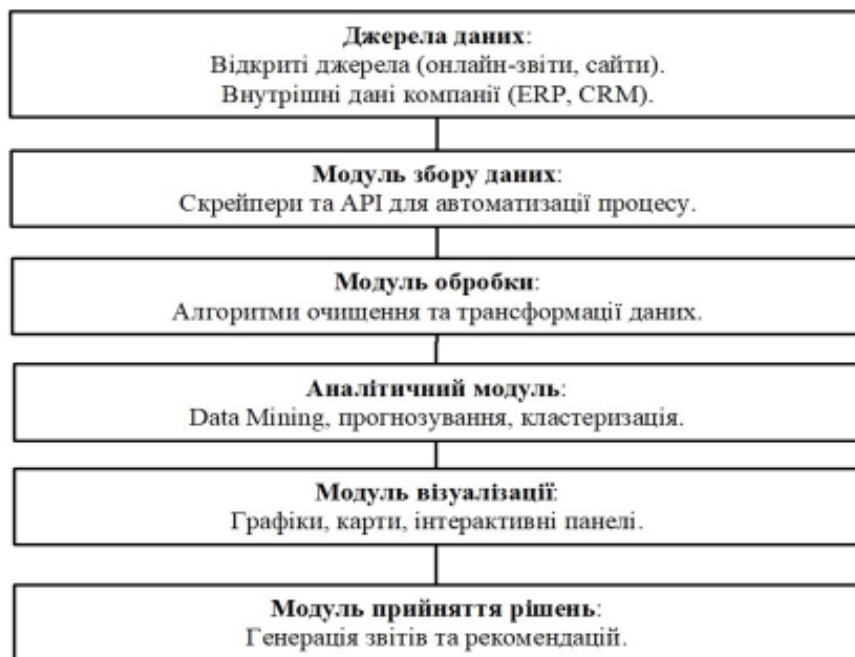 Джерела даних:
Відкриті джерела (онлайн-звіти, сайти).
Внутрішні дані компанії (ERP, CRM).
Модуль збору даних:
Скрейпери та API для автоматизації процесу.
Модуль обробки:
Алгоритми очищення та трансформації даних.
Аналітичний модуль:
Data Mining, прогнозування, кластеризація.
Модуль візуалізації:
Графіки, карти, інтерактивні панелі.
Модуль прийняття рішень:
Генерація звітів та рекомендацій.